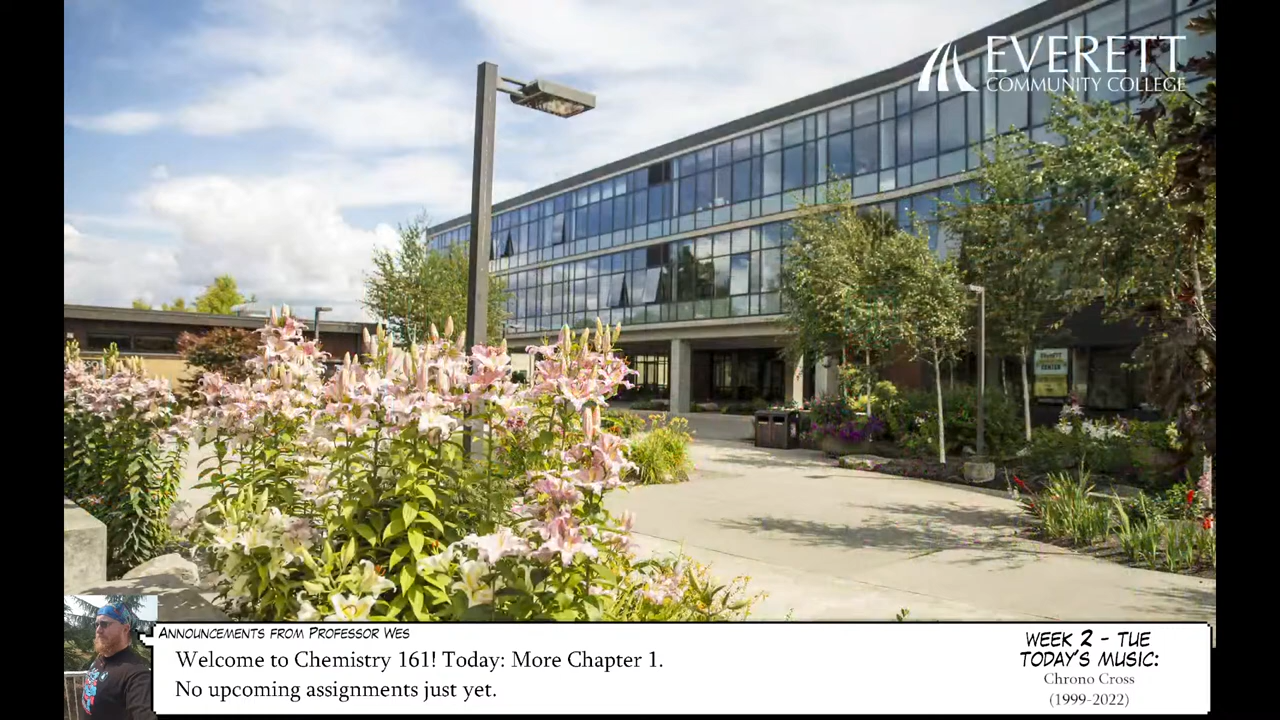 EVERETT
COMMUNITY COLLEGE
EVERETT
Announcements from Professor Wes
Welcome to Chemistry 161! Today: More Chapter 1.
No upcoming assignments just yet.
WEEK 2 - TUE
TODAY'S MUSIC:
Chrono Cross
(1999-2022)